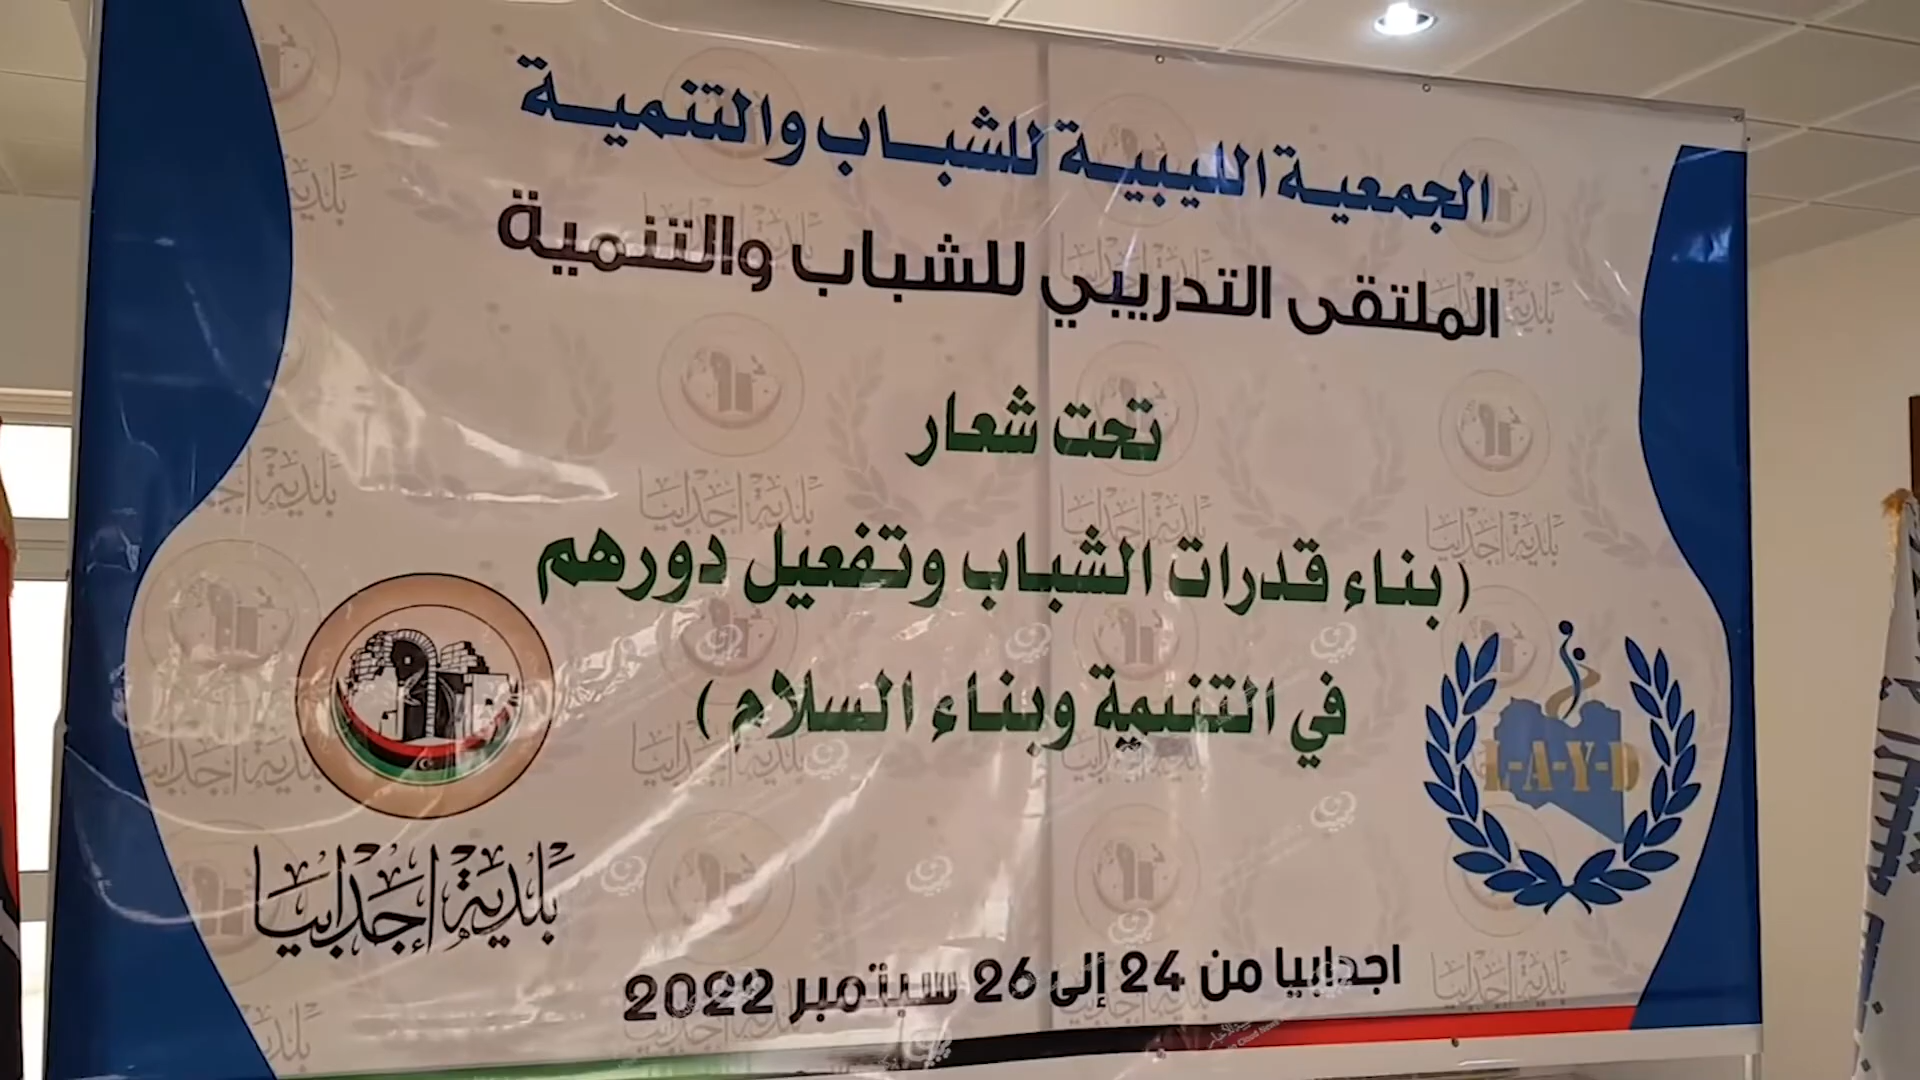 الجمعية الليبية للشباب والتنمية
الملتقى التدريبي للشباب والتنمية
تحت شعار
( بناء قدرات الشباب وتفعيل دورهم
في التنمية وبناء السلام )
L-A-Y-D
بلدية إجدابيا
اجدابيا من 24 إلى 26 سبتمبر 2022